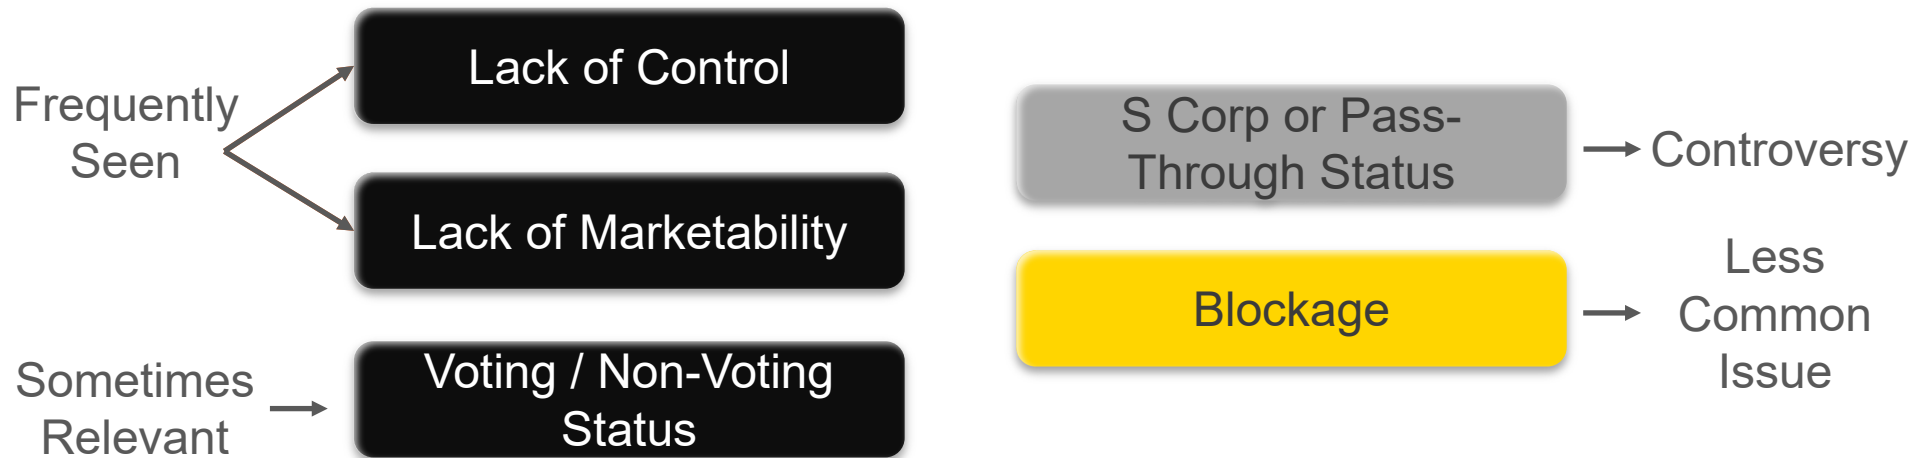 Frequently
Seen
Lack of Control
Lack of Marketability
Sometimes
Relevant
Voting / Non-Voting
Status
S Corp or Pass-
Through Status
Controversy
Blockage
Less
Common
Issue